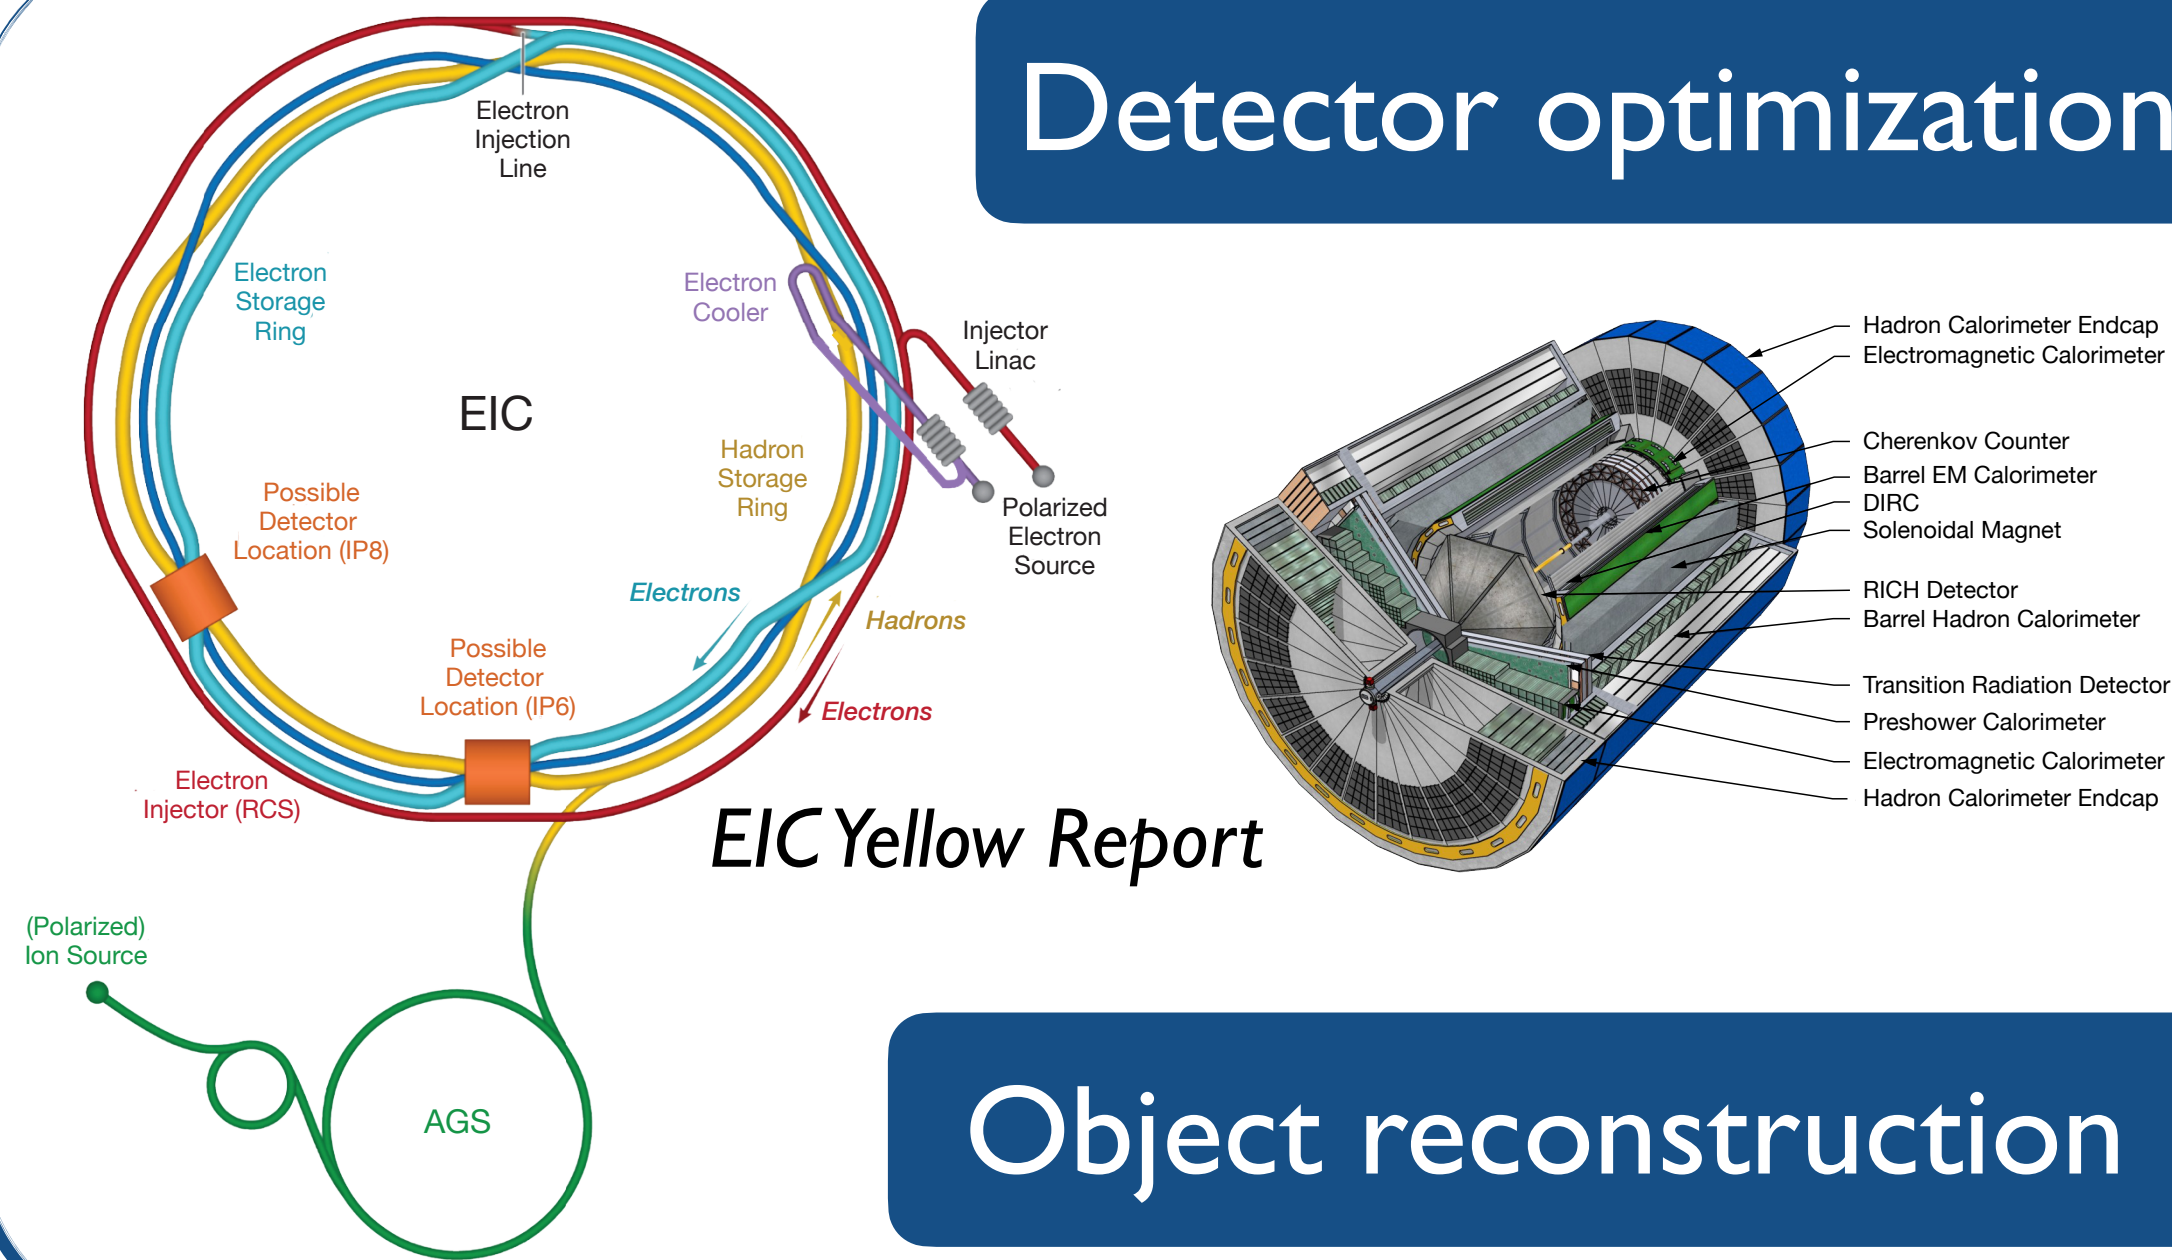 Detector optimization
Electron
Injection
Line
Electron
Storage
Ring
Electron
Cooler
Injector
Linac
EIC
Hadron
Storage
Ring
Possible
Detector
Location (IP8)
Polarized
Electron
Source
Electrons
Hadrons
Possible
Detector
Location (IP6)
Electrons
Electron
Injector (RCS)
EIC Yellow Report
(Polarized)
Ion Source
AGS
Hadron Calorimeter Endcap
Electromagnetic Calorimeter
Cherenkov Counter
Barrel EM Calorimeter
DIRC
Solenoidal Magnet
RICH Detector
Barrel Hadron Calorimeter
Transition Radiation Detector
Preshower Calorimeter
Electromagnetic Calorimeter
Hadron Calorimeter Endcap
Object reconstruction